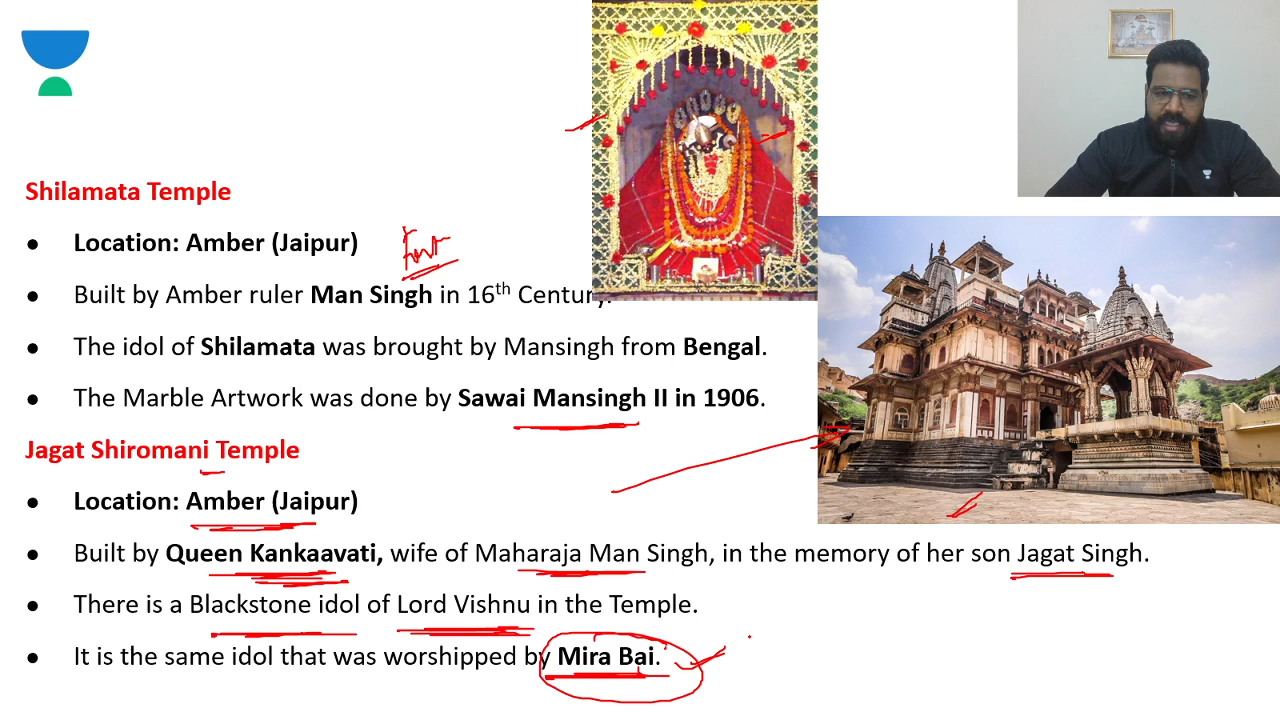 Shilamata Temple
● Location: Amber (Jaipur) Fort
● Built by Amber ruler Man Singh in 16th Century.
● The idol of Shilamata was brought by Mansingh from Bengal.
● The Marble Artwork was done by Sawai Mansingh II in 1906.
Jagat Shiromani Temple
● Location: Amber (Jaipur)
● Built by Queen Kankaavati, wife of Maharaja Man Singh, in the memory of her son Jagat Singh.
● There is a Blackstone idol of Lord Vishnu in the Temple.
● It is the same idol that was worshipped by Mira Bai.